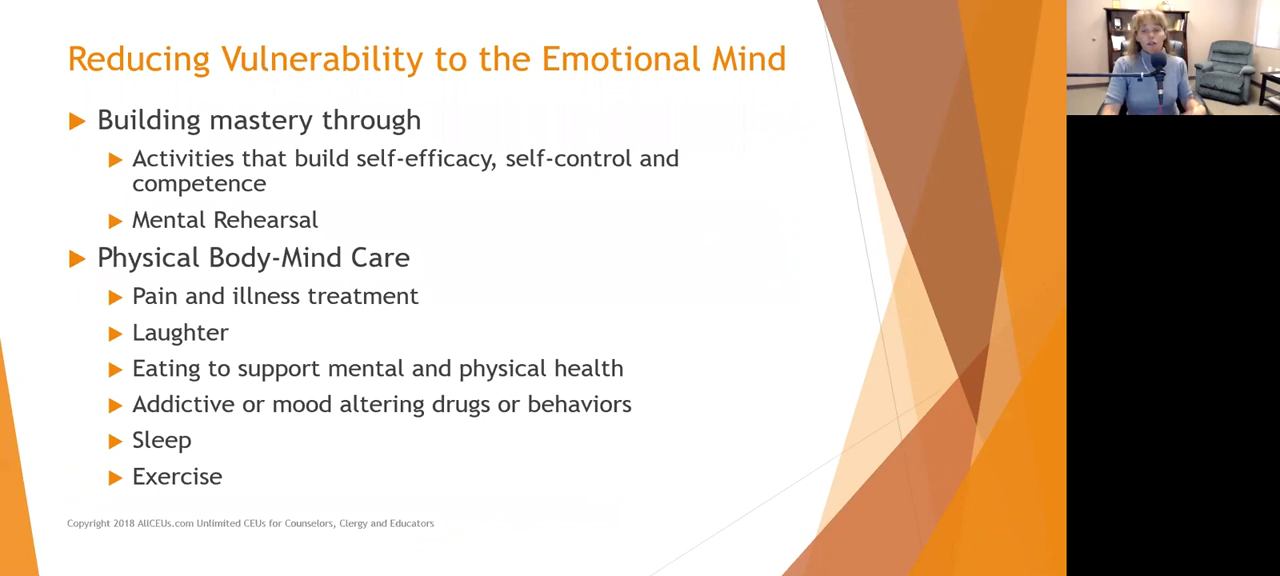 Reducing Vulnerability to the Emotional Mind
Building mastery through
Activities that build self-efficacy, self-control and
competence
Mental Rehearsal
Physical Body-Mind Care
Pain and illness treatment
Laughter
Eating to support mental and physical health
Addictive or mood altering drugs or behaviors
Sleep
Exercise
Copyright 2018 AllCEUs.com Unlimited CEUs for Counselors, Clergy and Educators